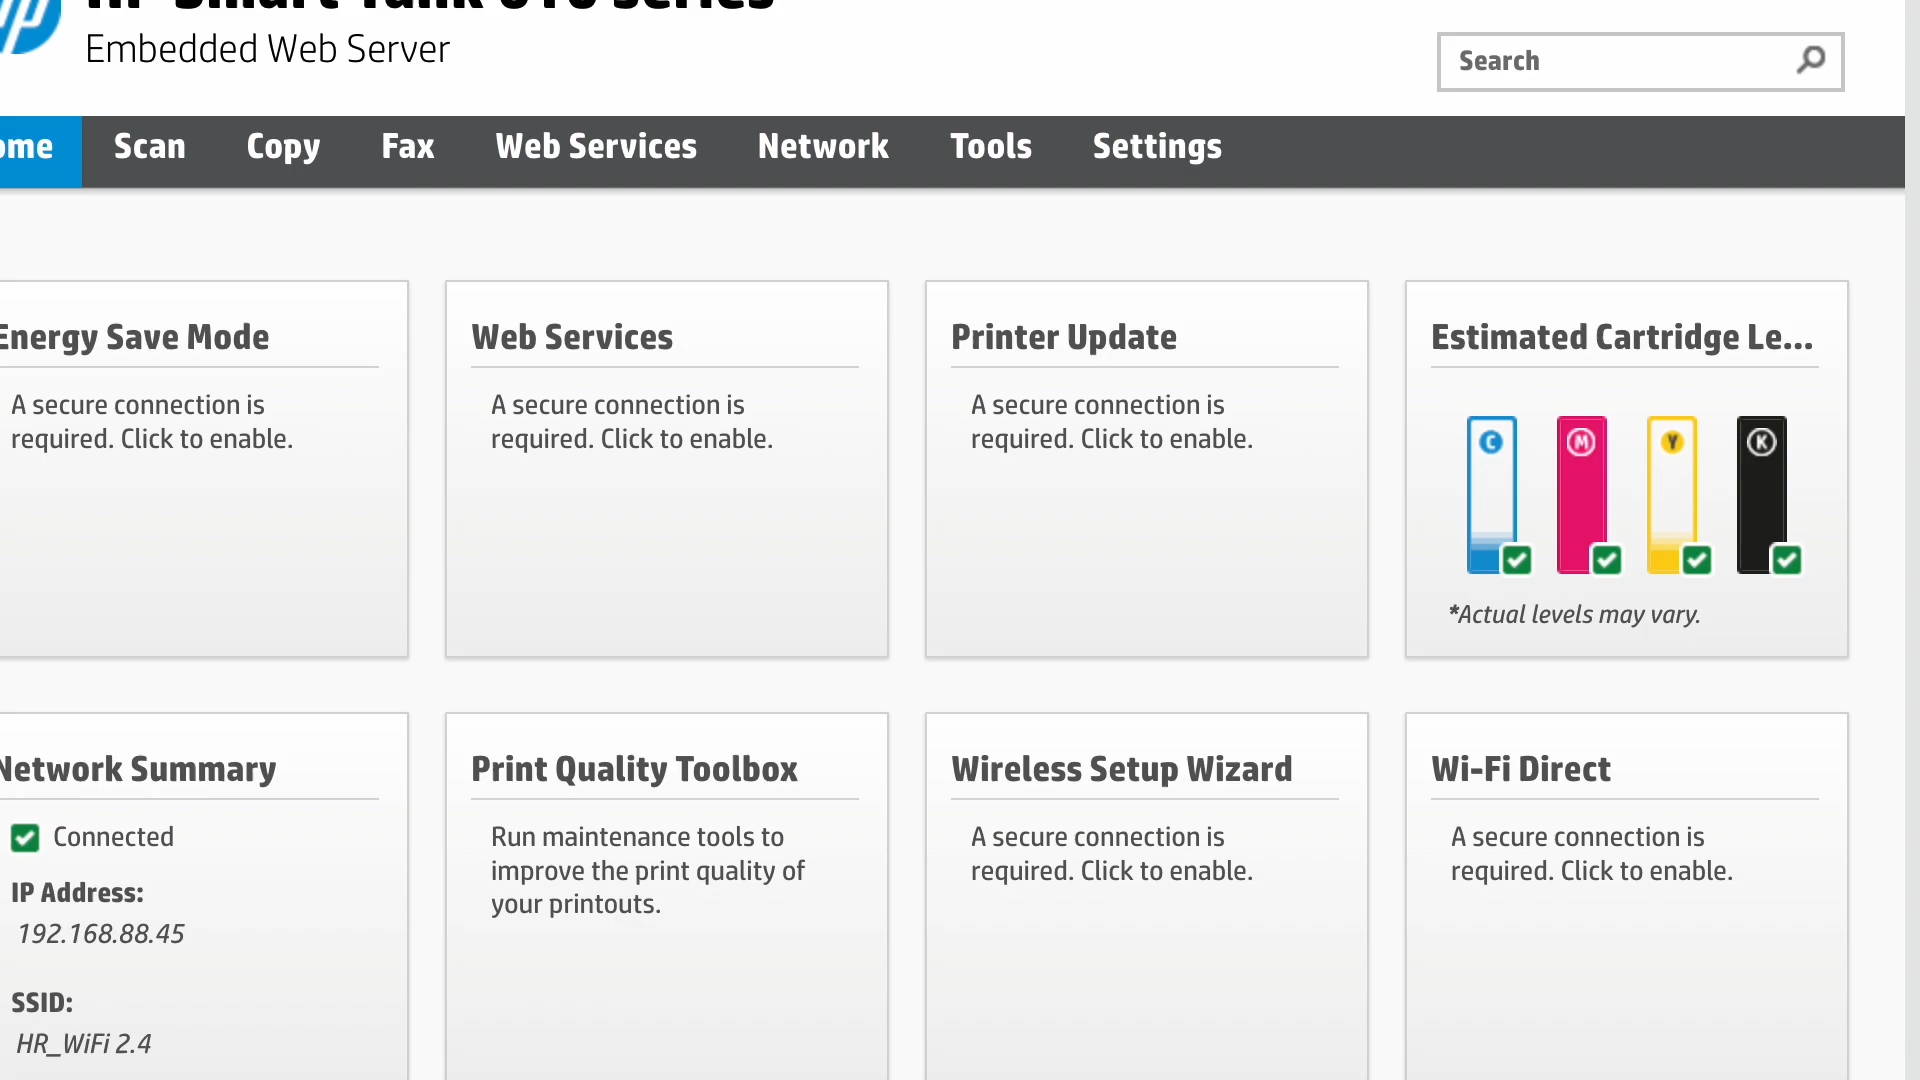 Embedded Web Server
Search
Scan Copy Fax Web Services Network Tools Settings
Energy Save Mode
A secure connection is
required. Click to enable.
Web Services
A secure connection is
required. Click to enable.
Printer Update
A secure connection is
required. Click to enable.
Estimated Cartridge Le...
C M Y K
*Actual levels may vary.
Network Summary
Connected
IP Address:
192.168.88.45
SSID:
HR_WiFi 2.4
Print Quality Toolbox
Run maintenance tools to
improve the print quality of
your printouts.
Wireless Setup Wizard
A secure connection is
required. Click to enable.
Wi-Fi Direct
A secure connection is
required. Click to enable.